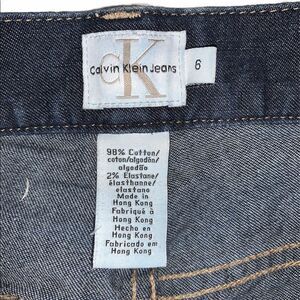 cK
Calvin Klein Jeans
6
98% Cotton/
coton/algodón/
algodão
2% Elastane/
élasthanne/
elastano
Made in
Hong Kong
Fabriqué à
Hong Kong
Hecho en
Hong Kong
Fabricado em
Hong Kong